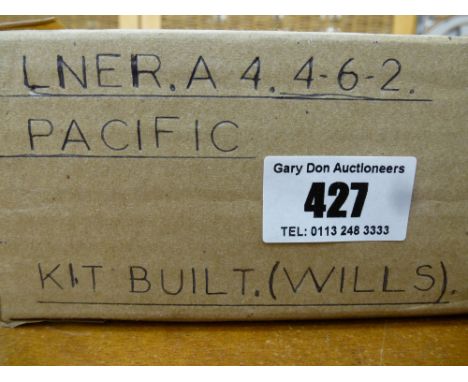 LNER. A 4. 4-6-2.
PACIFIC
Gary Don Auctioneers
427
TEL: 0113 248 3333
KIT BUILT. (WILLS).